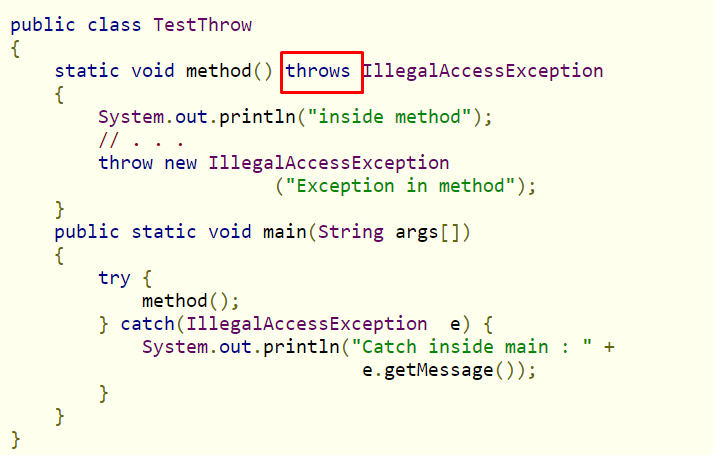 public class TestThrow
{
static void method() throws IllegalAccessException
{
System.out.println("inside method");
// . . .
throw new IllegalAccessException
("Exception in method");
}
public static void main(String args[])
{
try {
method();
} catch(IllegalAccessException  e) {
System.out.println("Catch inside main : " +
e.getMessage());
}
}
}